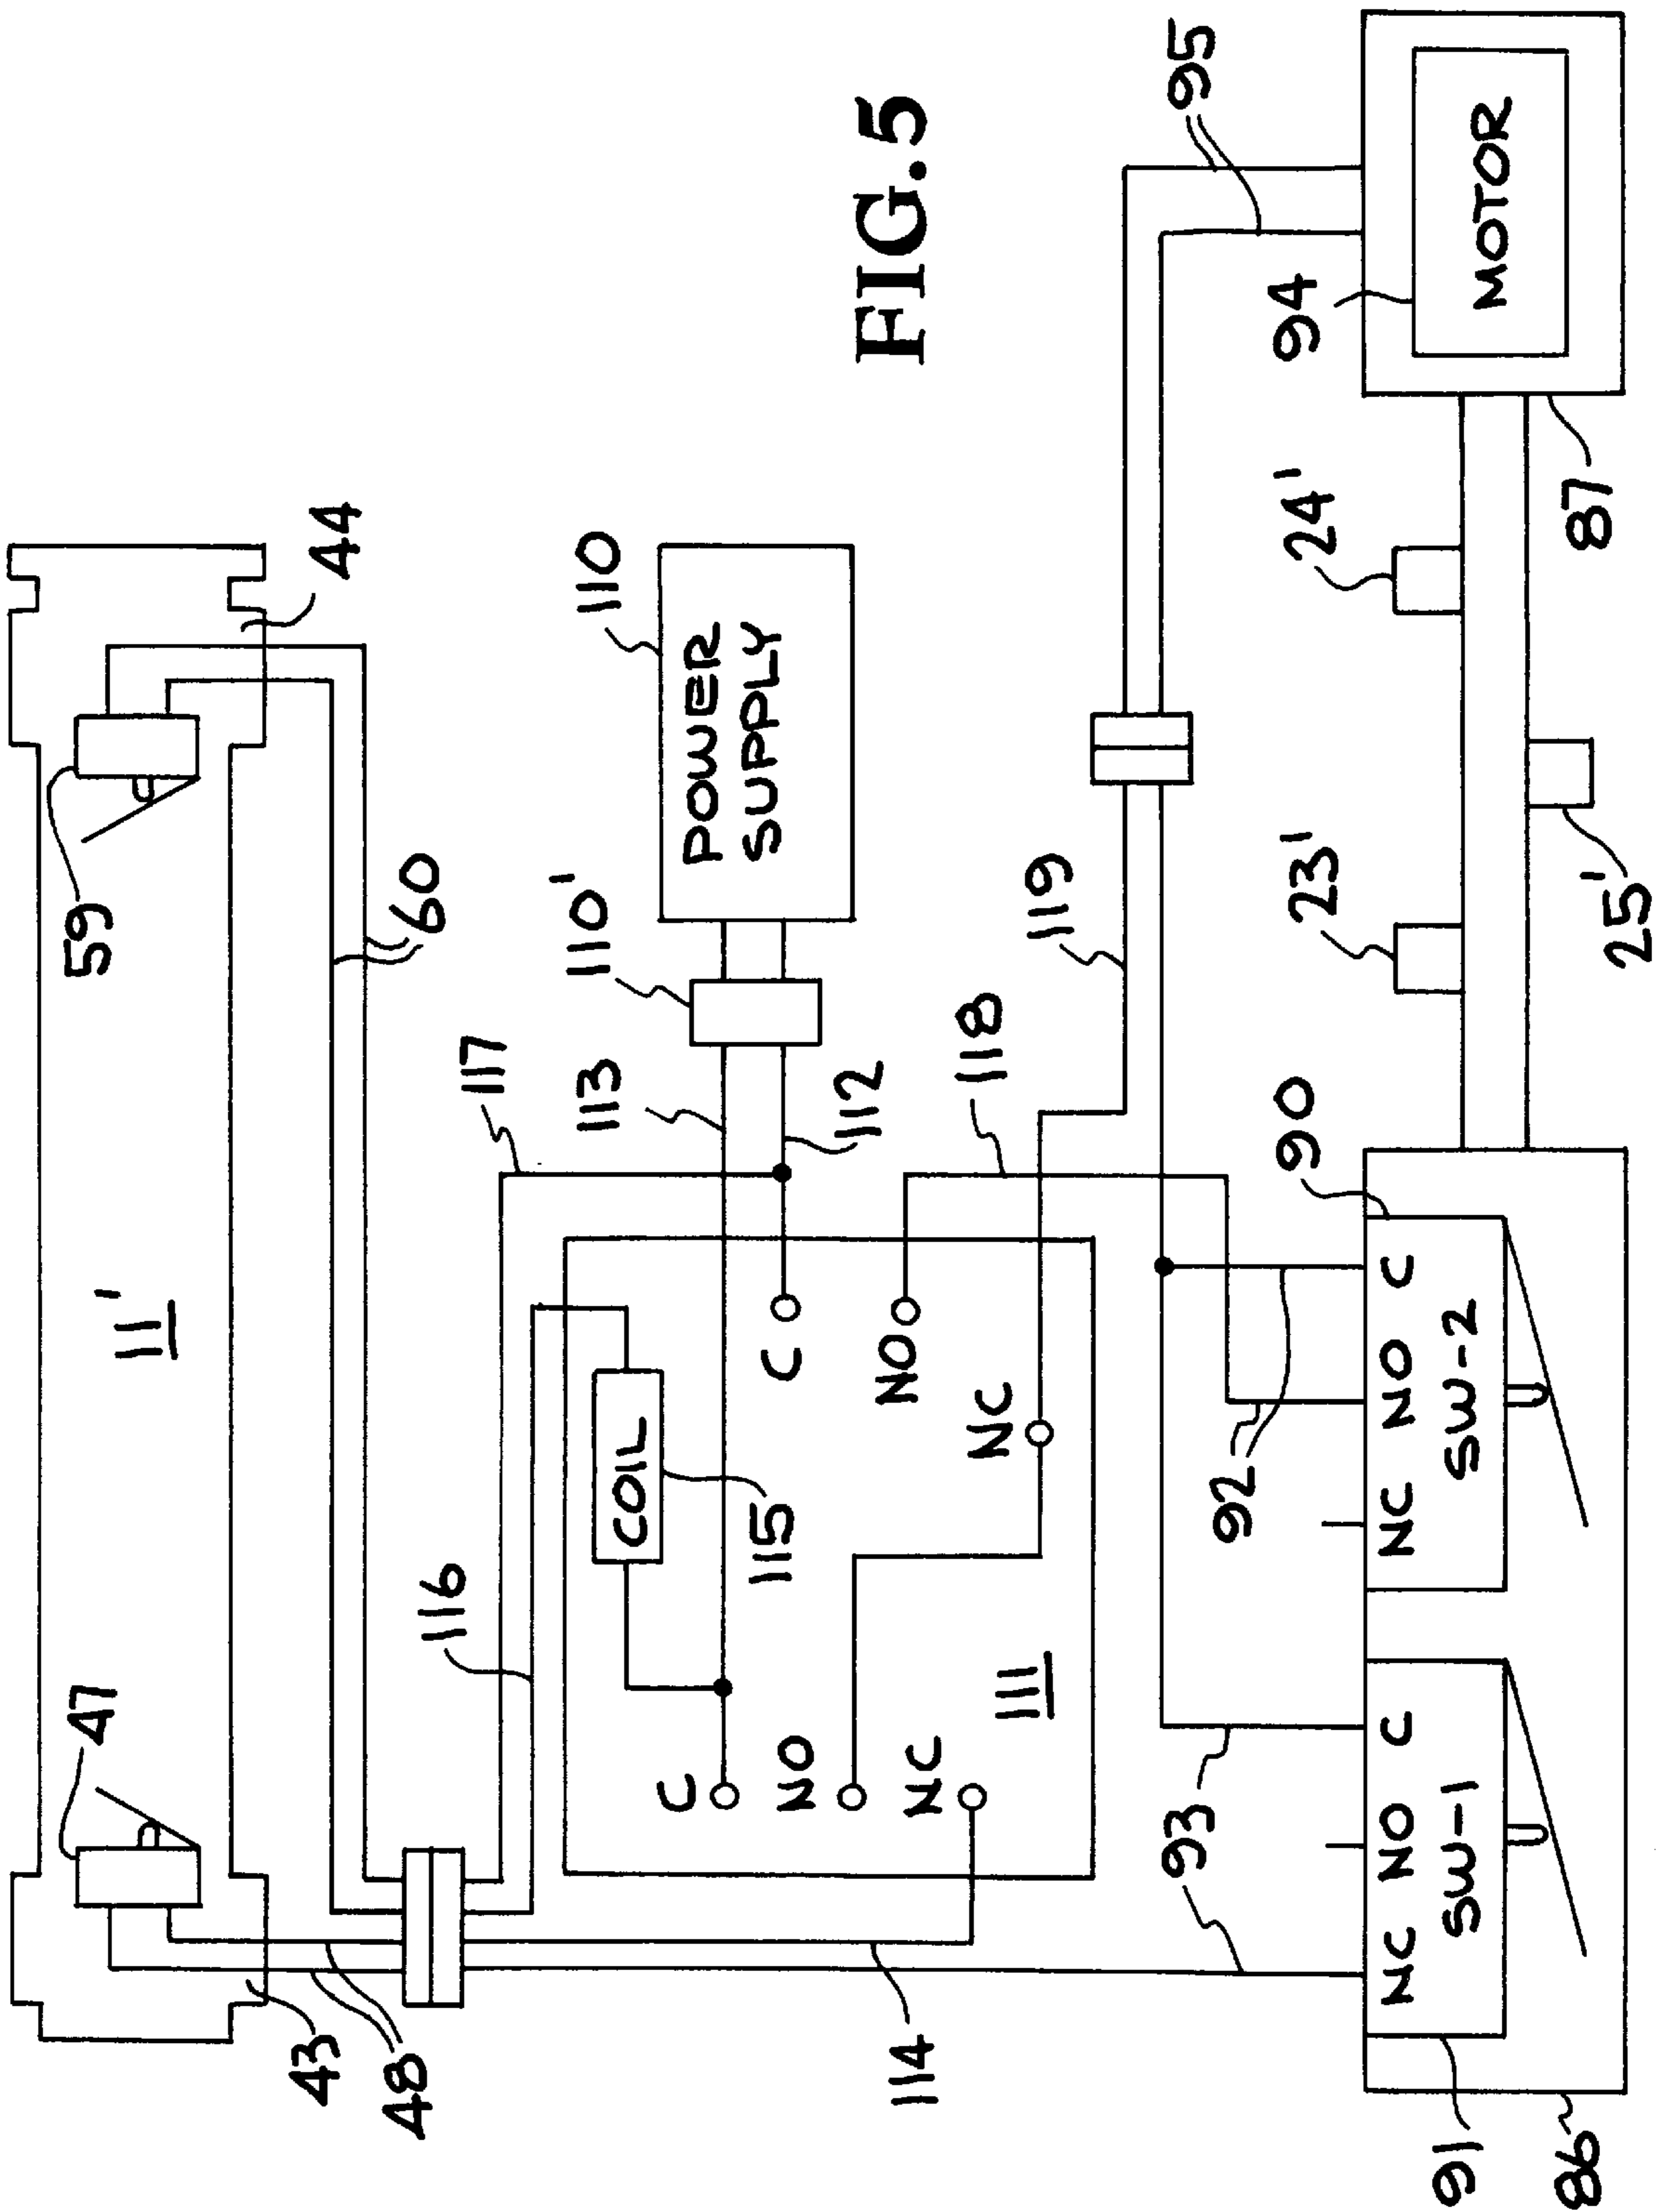 11'
47
59
43
48
44
60
116
117
110
POWER
SUPPLY
110'
113
112
COIL
115
C
NO
NC
C
NO
NC
111
114
118
119
FIG.5
95
93
92
90
23'
24'
25'
94
MOTOR
87
NC NO C
SW-1
NC NO C
SW-2
91
86